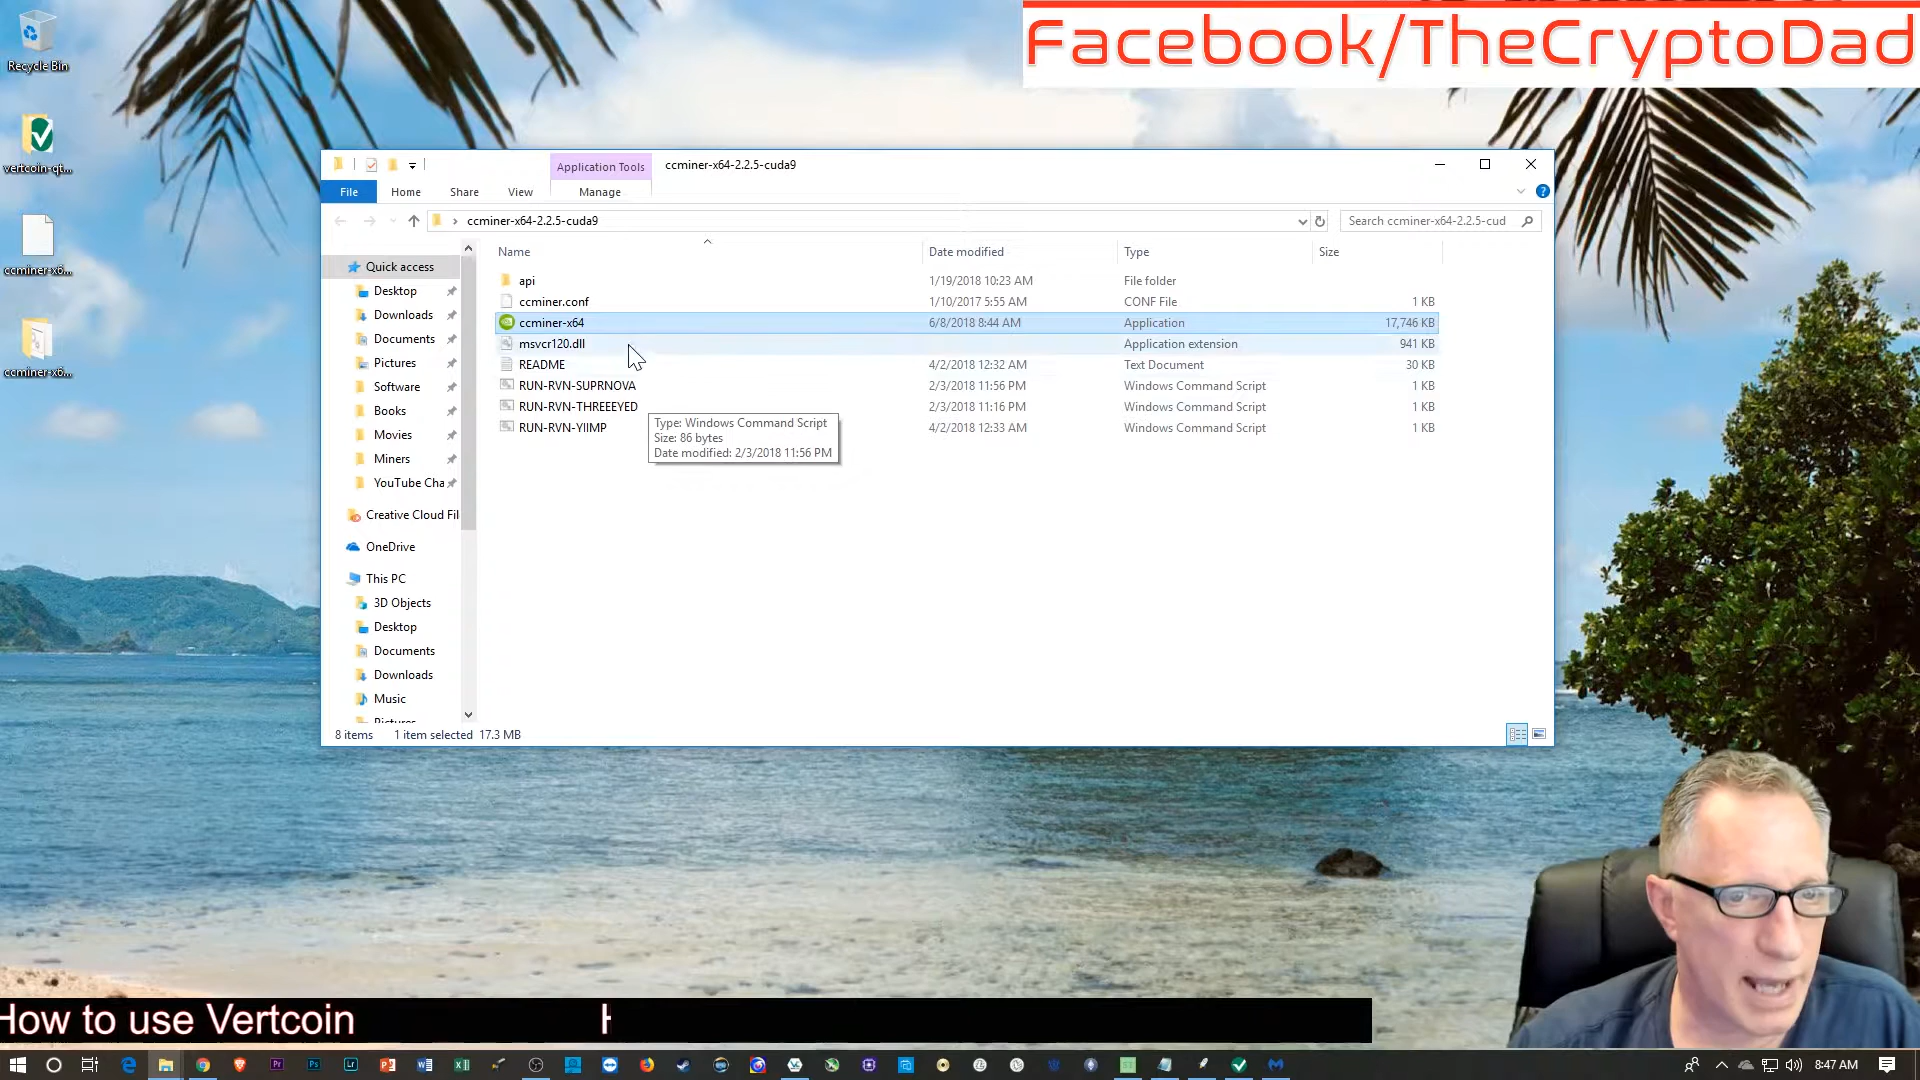 Facebook/TheCryptoDad
Recycle Bin
vertcoin-qt...
ccminer-x6...
ccminer-x6...
Application Tools
ccminer-x64-2.2.5-cuda9
File
Home
Share
View
Manage
ccminer-x64-2.2.5-cuda9
Search ccminer-x64-2.2.5-cud
Name
Date modified
Type
Size
Quick access
Desktop
Downloads
Documents
Pictures
Software
Books
Movies
Miners
YouTube Cha
Creative Cloud Fil
OneDrive
This PC
3D Objects
Desktop
Documents
Downloads
Music
Pictures
api 1/19/2018 10:23 AM File folder
ccminer.conf 1/10/2017 5:55 AM CONF File 1 KB
ccminer-x64 6/8/2018 8:44 AM Application 17,746 KB
msvcr120.dll Application extension 941 KB
README 4/2/2018 12:32 AM Text Document 30 KB
RUN-RVN-SUPRNOVA 2/3/2018 11:56 PM Windows Command Script 1 KB
RUN-RVN-THREEEYED 2/3/2018 11:16 PM Windows Command Script 1 KB
RUN-RVN-YIIMP 4/2/2018 12:33 AM Windows Command Script 1 KB
Type: Windows Command Script
Size: 86 bytes
Date modified: 2/3/2018 11:56 PM
8 items 1 item selected 17.3 MB
How to use Vertcoin H
8:47 AM